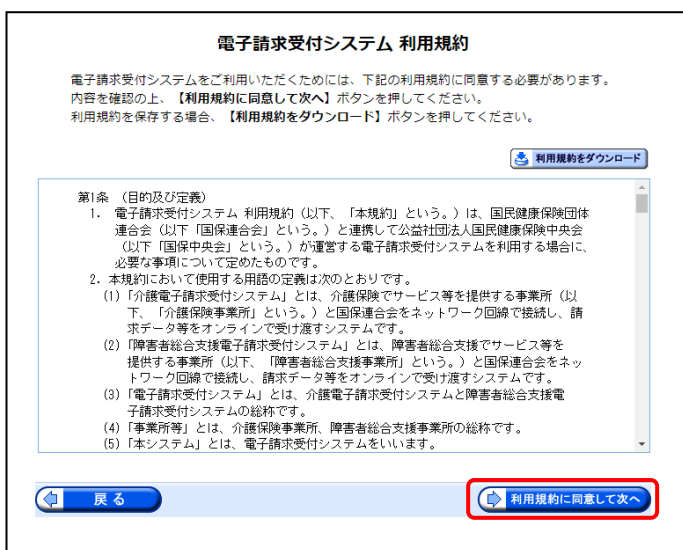 電子請求受付システム 利用規約
電子請求受付システムをご利用いただくためには、下記の利用規約に同意する必要があります。
内容を確認の上、【利用規約に同意して次へ】ボタンを押してください。
利用規約を保存する場合、【利用規約をダウンロード】ボタンを押してください。
利用規約をダウンロード
第1条 (目的及び定義)
1. 電子請求受付システム 利用規約(以下、「本規約」という。)は、国民健康保険団体
連合会(以下「国保連合会」という。)と連携して公益社団法人国民健康保険中央会
(以下「国保中央会」という。)が運営する電子請求受付システムを利用する場合に、
必要な事項について定めたものです。
2. 本規約において使用する用語の定義は次のとおりです。
(1)「介護電子請求受付システム」とは、介護保険でサービス等を提供する事業所(以
下、「介護保険事業所」という。)と国保連合会をネットワーク回線で接続し、請
求データ等をオンラインで受け渡すシステムです。
(2)「障害者総合支援電子請求受付システム」とは、障害者総合支援でサービス等を
提供する事業所(以下、「障害者総合支援事業所」という。)と国保連合会をネッ
トワーク回線で接続し、請求データ等をオンラインで受け渡すシステムです。
(3)「電子請求受付システム」とは、介護電子請求受付システムと障害者総合支援電
子請求受付システムの総称です。
(4)「事業所等」とは、介護保険事業所、障害者総合支援事業所の総称です。
(5)「本システム」とは、電子請求受付システムをいいます。
戻る
利用規約に同意して次へ